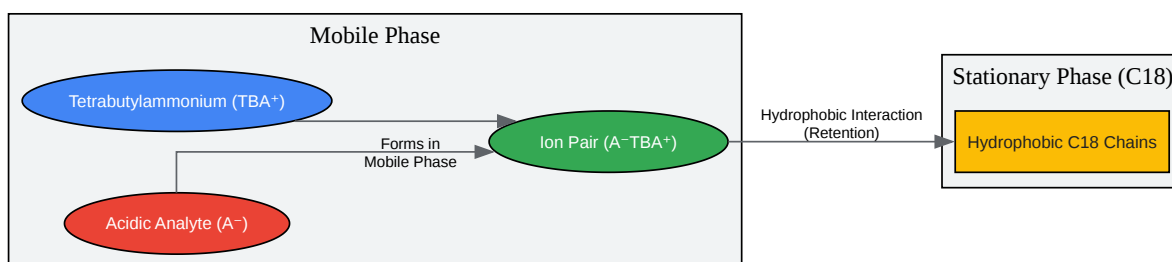 Mobile Phase
Tetrabutylammonium (TBA⁺)
Forms in
Mobile Phase
Acidic Analyte (A⁻)
Ion Pair (A⁻TBA⁺)
Hydrophobic Interaction
(Retention)
Stationary Phase (C18)
Hydrophobic C18 Chains